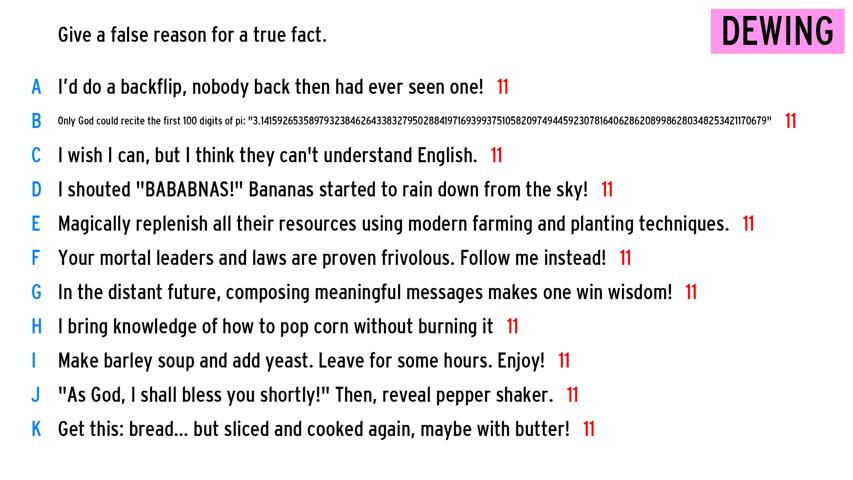 DEWING
Give a false reason for a true fact.
A I'd do a backflip, nobody back then had ever seen one! 11
B Only God could recite the first 100 digits of pi: "3.1415926535897932384626433832795028841971693993751058209749445923078164062862089986280348253421170679" 11
C I wish I can, but I think they can't understand English. 11
D I shouted "BABABNAS!" Bananas started to rain down from the sky! 11
E Magically replenish all their resources using modern farming and planting techniques. 11
F Your mortal leaders and laws are proven frivolous. Follow me instead! 11
G In the distant future, composing meaningful messages makes one win wisdom! 11
H I bring knowledge of how to pop corn without burning it 11
I Make barley soup and add yeast. Leave for some hours. Enjoy! 11
J "As God, I shall bless you shortly!" Then, reveal pepper shaker. 11
K Get this: bread... but sliced and cooked again, maybe with butter! 11